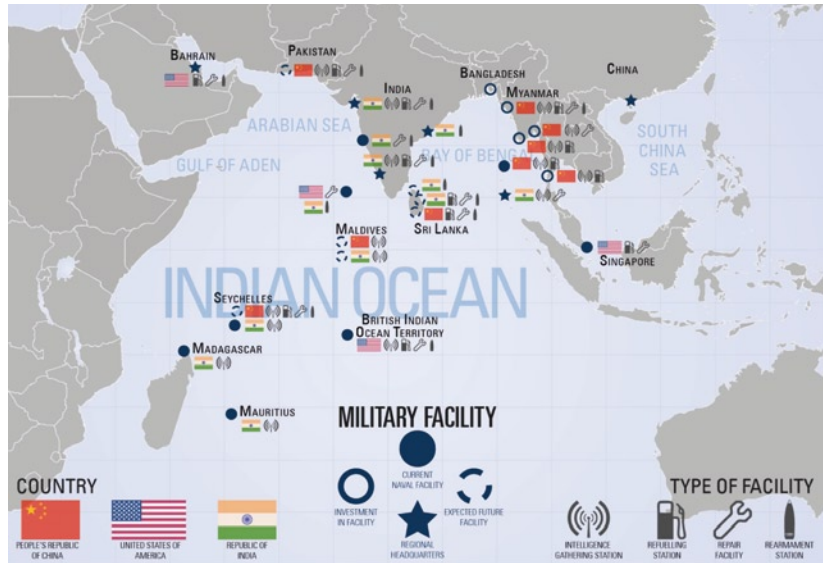 BAHRAIN
PAKISTAN
INDIA
BANGLADESH
MYANMAR
CHINA
ARABIAN SEA
GULF OF ADEN
BAY OF BENGA
SOUTH
CHINA
SEA
SRI LANKA
MALDIVES
SINGAPORE
INDIAN OCEAN
SEYCHELLES
BRITISH INDIAN
OCEAN TERRITORY
MADAGASCAR
MAURITIUS
MILITARY FACILITY
CURRENT
NAVAL FACILITY
INVESTMENT
IN FACILITY
EXPECTED FUTURE
FACILITY
REGIONAL
HEADQUARTERS
COUNTRY
PEOPLE'S REPUBLIC
OF CHINA
UNITED STATES OF
AMERICA
REPUBLIC OF
INDIA
TYPE OF FACILITY
INTELLIGENCE
GATHERING STATION
REFUELLING
STATION
REPAIR
FACILITY
REARMAMENT
STATION